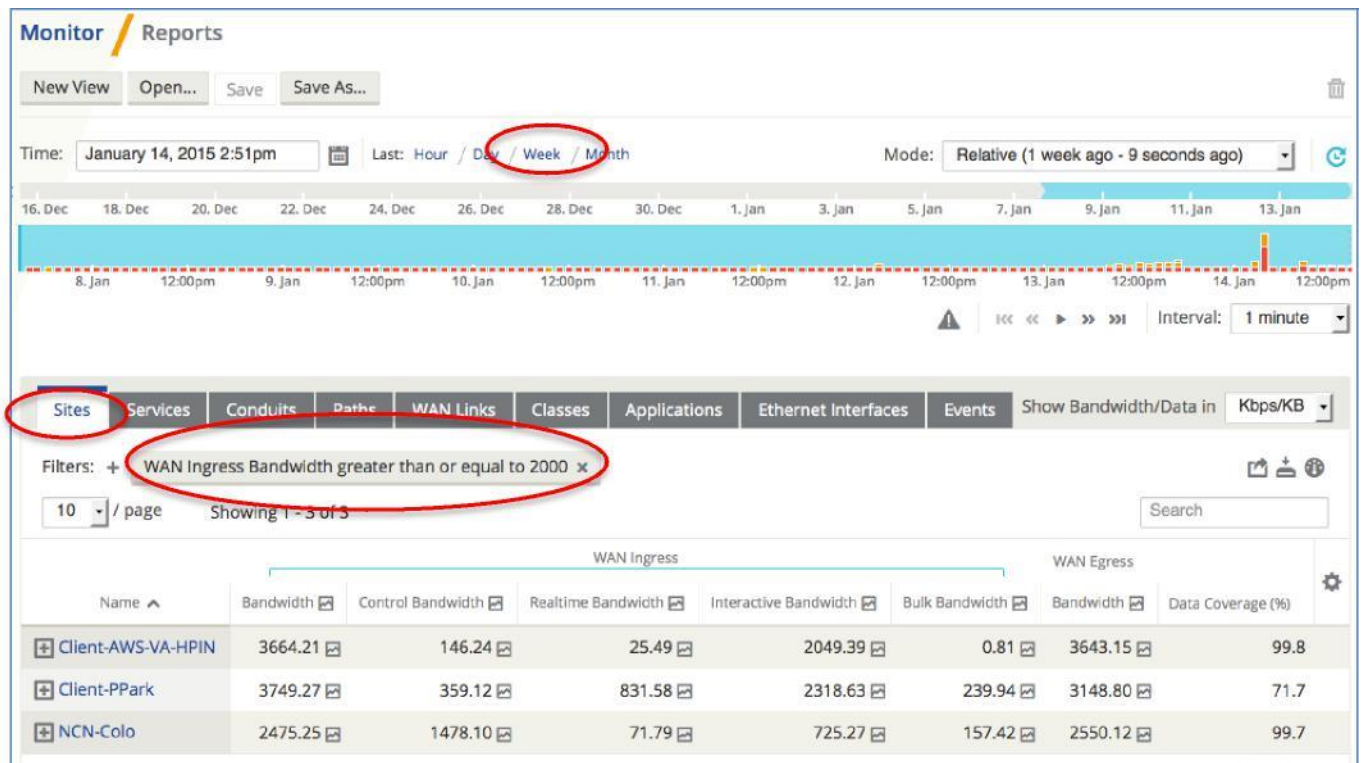 Monitor / Reports
New View Open... Save Save As...
Time: January 14, 2015 2:51pm Last: Hour / Day / Week / Month Mode: Relative (1 week ago - 9 seconds ago)
16. Dec 18. Dec 20. Dec 22. Dec 24. Dec 26. Dec 28. Dec 30. Dec 1. Jan 3. Jan 5. Jan 7. Jan 9. Jan 11. Jan 13. Jan
8. Jan 12:00pm 9. Jan 12:00pm 10. Jan 12:00pm 11. Jan 12:00pm 12. Jan 12:00pm 13. Jan 12:00pm 14. Jan 12:00pm
Interval: 1 minute
Sites Services Conduits Paths WAN Links Classes Applications Ethernet Interfaces Events Show Bandwidth/Data in Kbps/KB
Filters: + WAN Ingress Bandwidth greater than or equal to 2000 ×
10 / page Showing 1 - 3 of 3 Search
WAN Ingress WAN Egress
Name Bandwidth Control Bandwidth Realtime Bandwidth Interactive Bandwidth Bulk Bandwidth Bandwidth Data Coverage (%)
Client-AWS-VA-HPIN 3664.21 146.24 25.49 2049.39 0.81 3643.15 99.8
Client-PPark 3749.27 359.12 831.58 2318.63 239.94 3148.80 71.7
NCN-Colo 2475.25 1478.10 71.79 725.27 157.42 2550.12 99.7